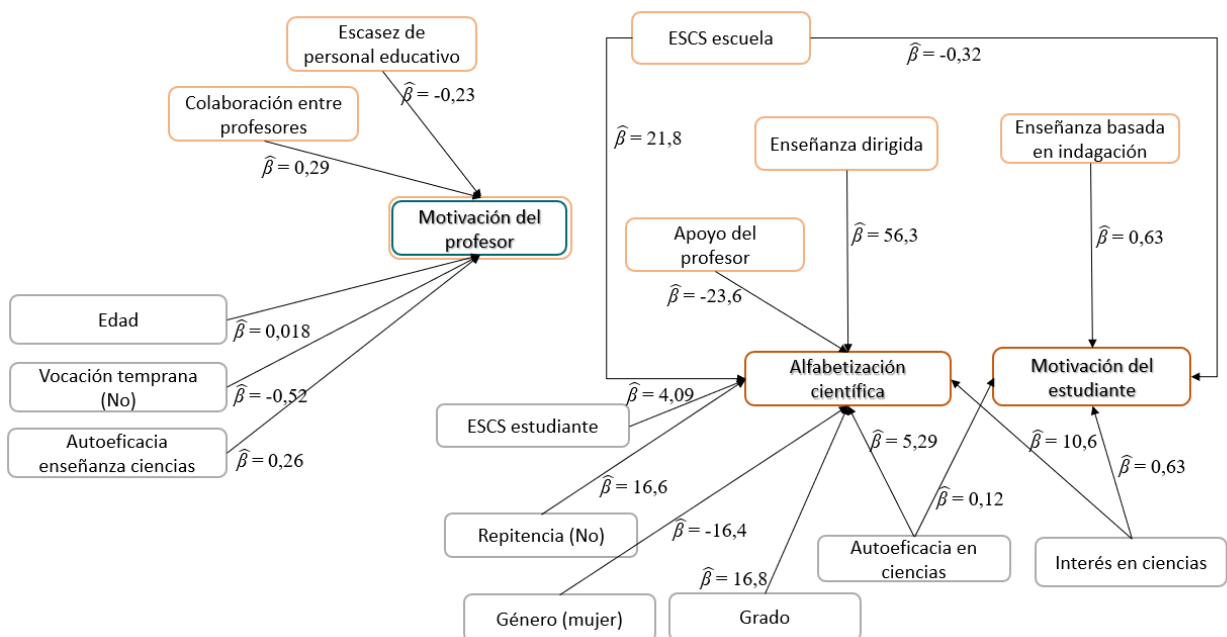 Escasez de
personal educativo
ESCS escuela
β̂ = -0,32
β̂ = -0,23
Colaboración entre
profesores
β̂ = 0,29
β̂ = 21,8
Enseñanza dirigida
Enseñanza basada
en indagación
Motivación del
profesor
Apoyo del
profesor
β̂ = 56,3
β̂ = 0,63
β̂ = -23,6
Edad
β̂ = 0,018
Vocación temprana
(No)
β̂ = -0,52
Autoeficacia
enseñanza ciencias
β̂ = 0,26
Alfabetización
científica
Motivación del
estudiante
β̂ = 4,09
ESCS estudiante
β̂ = 5,29
β̂ = 10,6
β̂ = 0,63
β̂ = 16,6
β̂ = 0,12
Repitencia (No)
β̂ = -16,4
Autoeficacia en
ciencias
Interés en ciencias
β̂ = 16,8
Género (mujer)
Grado